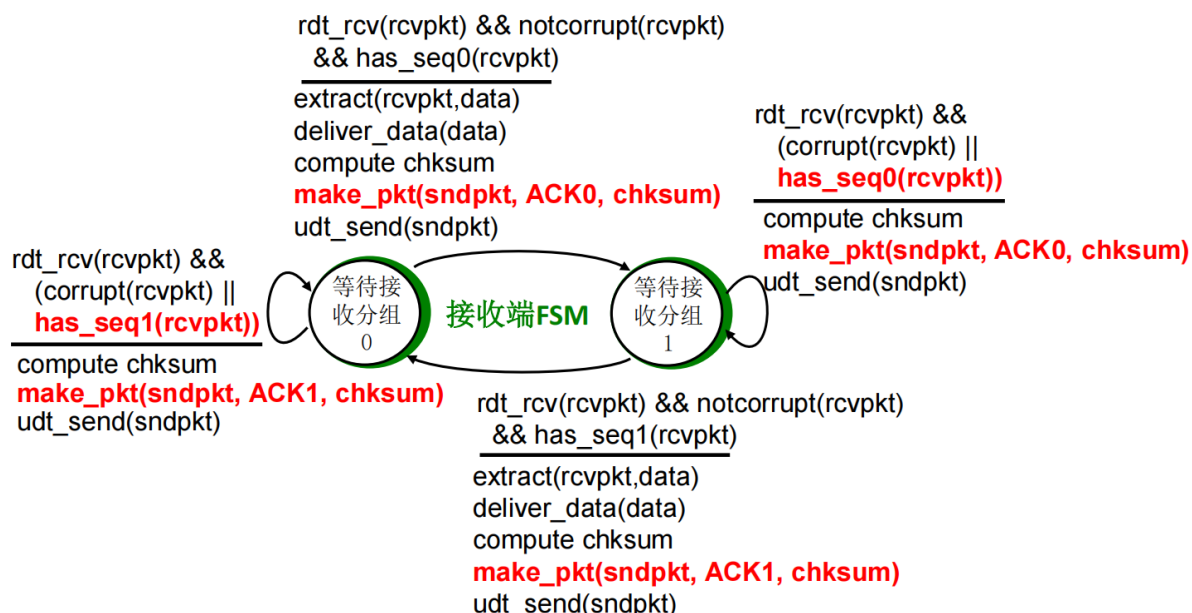 rdt_rcv(rcvpkt) && notcorrupt(rcvpkt)
&& has_seq0(rcvpkt)
extract(rcvpkt,data)
deliver_data(data)
compute chksum
make_pkt(sndpkt, ACK0, chksum)
udt_send(sndpkt)
rdt_rcv(rcvpkt) &&
(corrupt(rcvpkt) ||
has_seq0(rcvpkt))
compute chksum
make_pkt(sndpkt, ACK0, chksum)
udt_send(sndpkt)
rdt_rcv(rcvpkt) &&
(corrupt(rcvpkt) ||
has_seq1(rcvpkt))
compute chksum
make_pkt(sndpkt, ACK1, chksum)
udt_send(sndpkt)
等待接
收分组
0
接收端FSM
等待接
收分组
1
rdt_rcv(rcvpkt) && notcorrupt(rcvpkt)
&& has_seq1(rcvpkt)
extract(rcvpkt,data)
deliver_data(data)
compute chksum
make_pkt(sndpkt, ACK1, chksum)
udt_send(sndpkt)